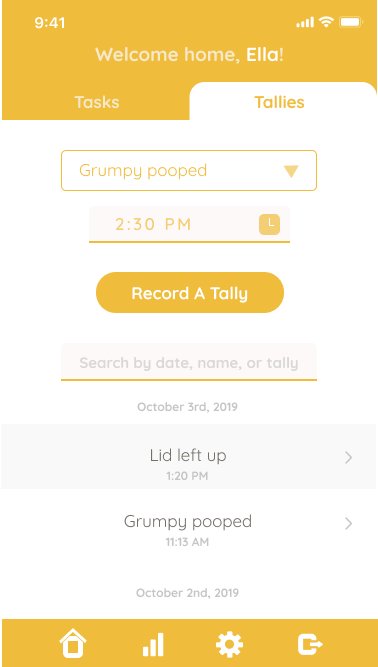 9:41
Welcome home, Ella!
Tasks
Tallies
Grumpy pooped
2:30 PM
Record A Tally
Search by date, name, or tally
October 3rd, 2019
Lid left up
1:20 PM
Grumpy pooped
11:13 AM
October 2nd, 2019